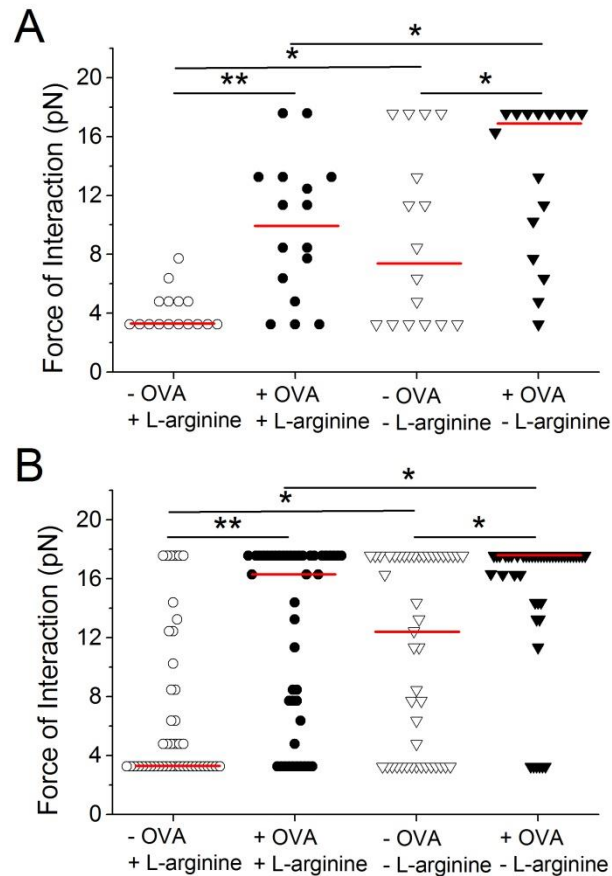 A
Force of Interaction (pN)
20
16
12
8
4
0
*
*
**
*
- OVA + OVA - OVA + OVA
+ L-arginine + L-arginine - L-arginine - L-arginine
B
Force of Interaction (pN)
20
16
12
8
4
0
*
*
**
*
- OVA + OVA - OVA + OVA
+ L-arginine + L-arginine - L-arginine - L-arginine